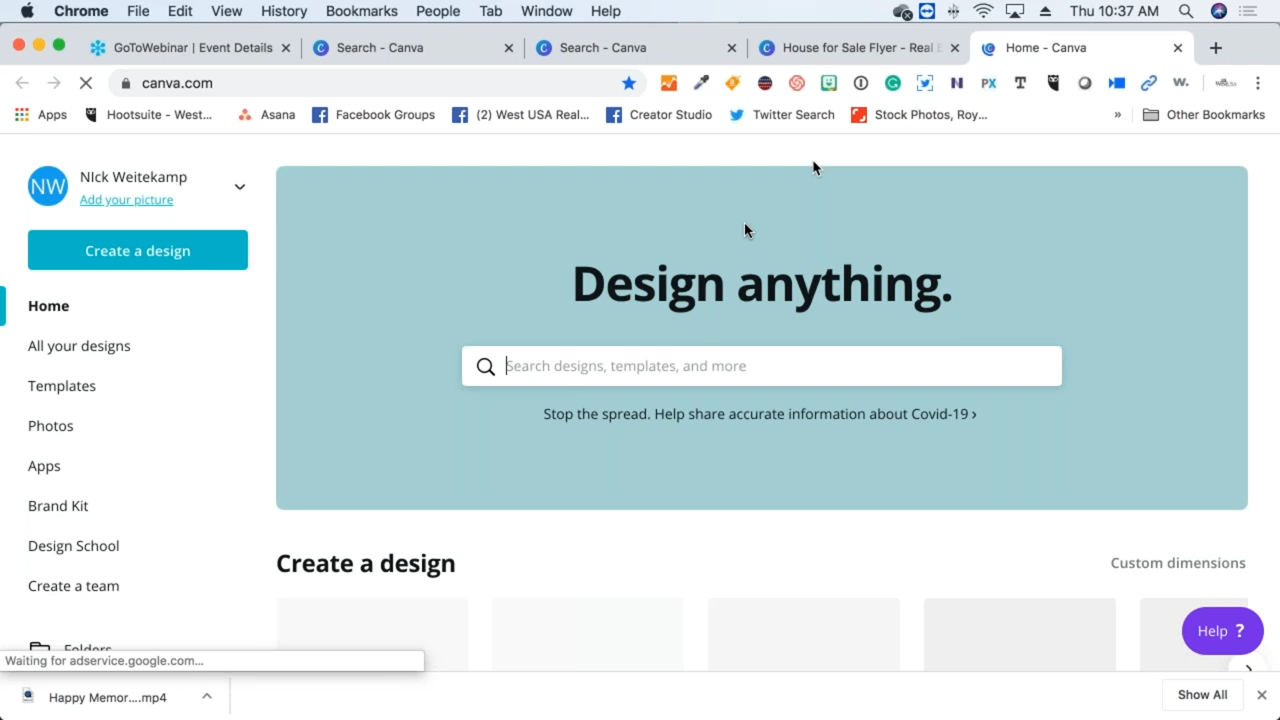 Chrome File Edit View History Bookmarks People Tab Window Help Thu 10:37 AM
GoToWebinar | Event Details Search - Canva Search - Canva House for Sale Flyer - Real E Home - Canva
canva.com
Apps Hootsuite - West... Asana Facebook Groups (2) West USA Real... Creator Studio Twitter Search Stock Photos, Roy... » Other Bookmarks
NW
NIck Weitekamp
Add your picture
Create a design
Home
All your designs
Templates
Photos
Apps
Brand Kit
Design School
Create a team
Folders
Design anything.
Search designs, templates, and more
Stop the spread. Help share accurate information about Covid-19 ›
Create a design
Custom dimensions
Help ?
Waiting for adservice.google.com...
Happy Memor....mp4
Show All